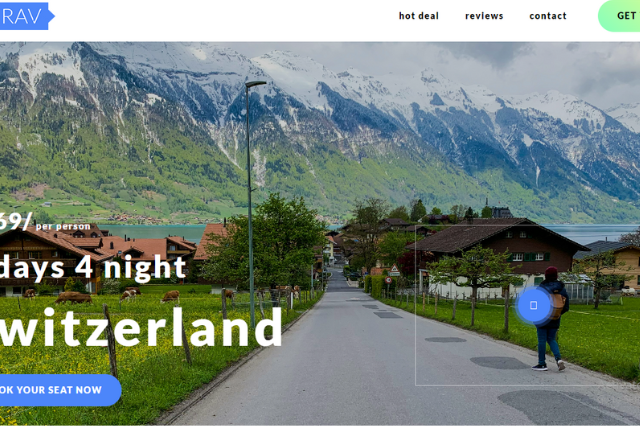 RAV
hot deal
reviews
contact
GET
69/ per person
days 4 night
witzerland
OK YOUR SEAT NOW